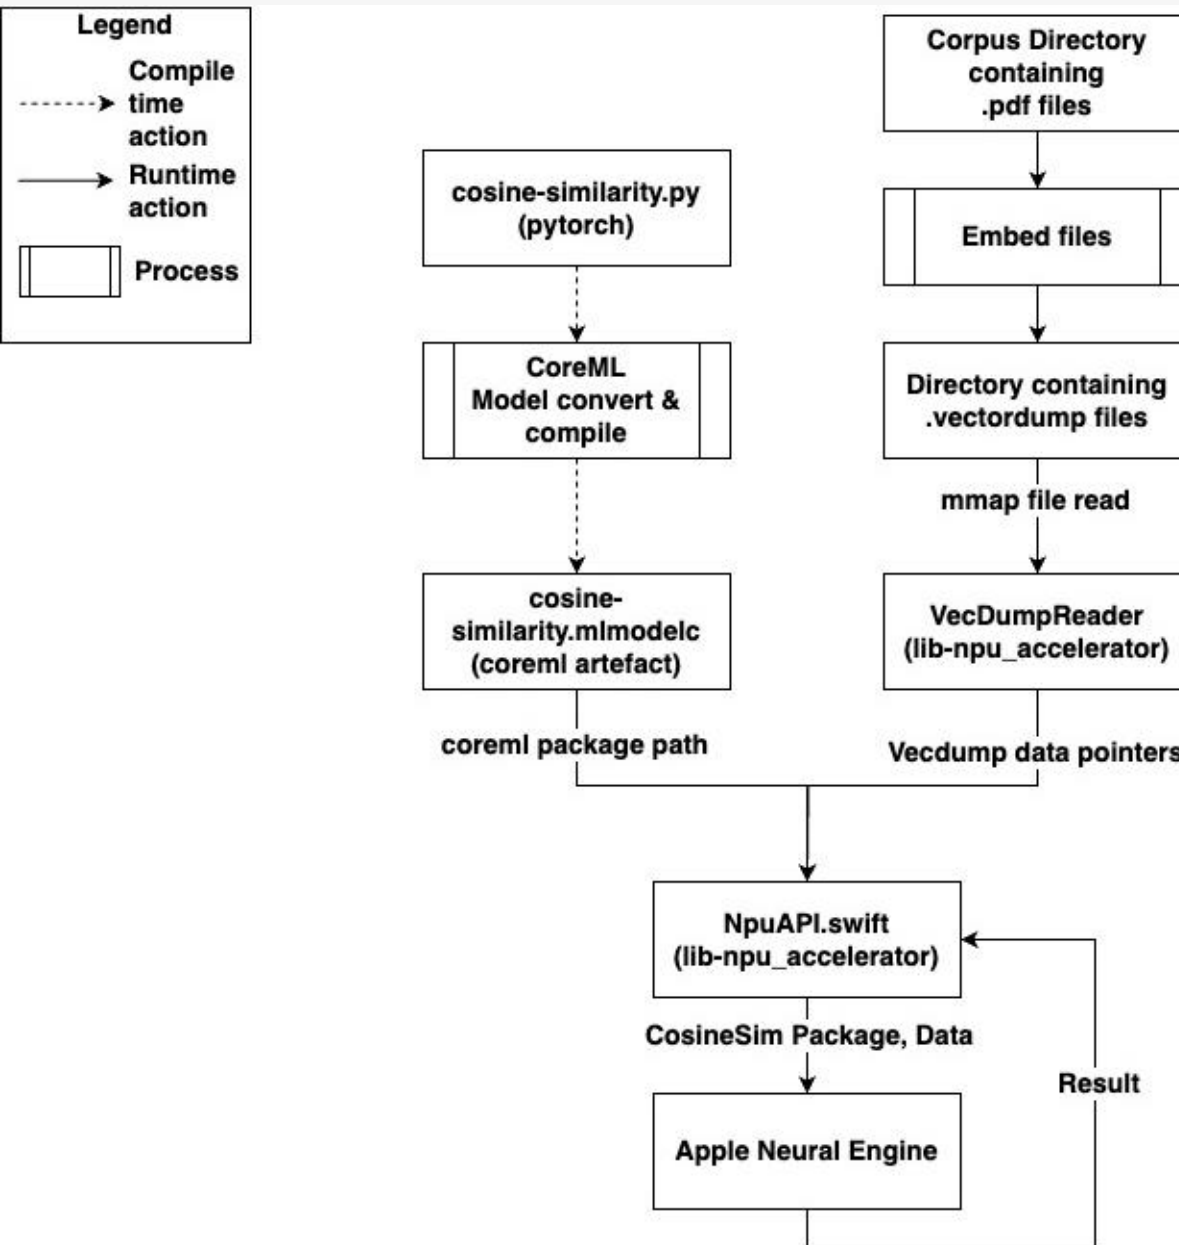 Legend
Compile
time
action
Runtime
action
Process
Corpus Directory
containing
.pdf files
cosine-similarity.py
(pytorch)
Embed files
CoreML
Model convert &
compile
Directory containing
.vectordump files
mmap file read
cosine-
similarity.mlmodelc
(coreml artefact)
VecDumpReader
(lib-npu_accelerator)
coreml package path
Vecdump data pointers
NpuAPI.swift
(lib-npu_accelerator)
CosineSim Package, Data
Result
Apple Neural Engine